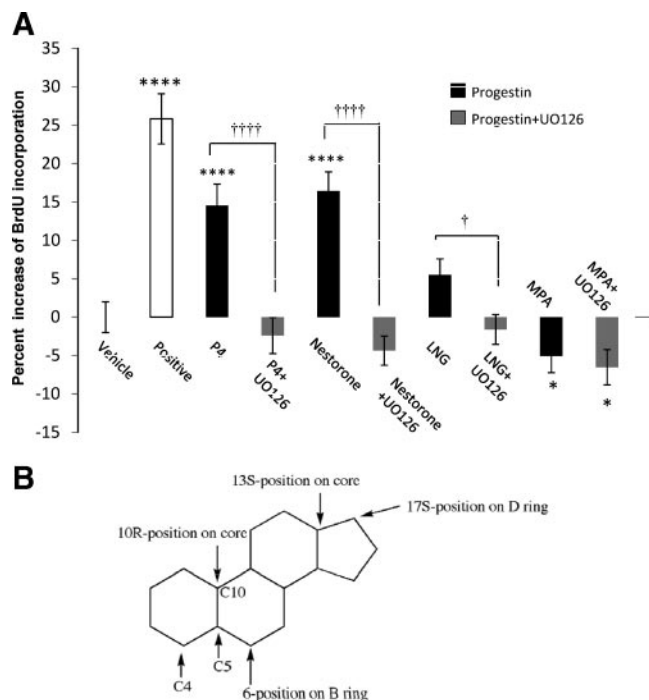 A
Percent increase of BrdU incorporation
35
30
25
20
15
10
5
0
-5
-10
-15
****
****
††††
****
††††
†
*
*
Progestin
Progestin+UO126
Vehicle
Positive
P4
P4+
UO126
Nestorone
Nestorone
+UO126
LNG
LNG+
UO126
MPA
MPA+
UO126
B
13S-position on core
17S-position on D ring
10R-position on core
C10
C4
C5
6-position on B ring